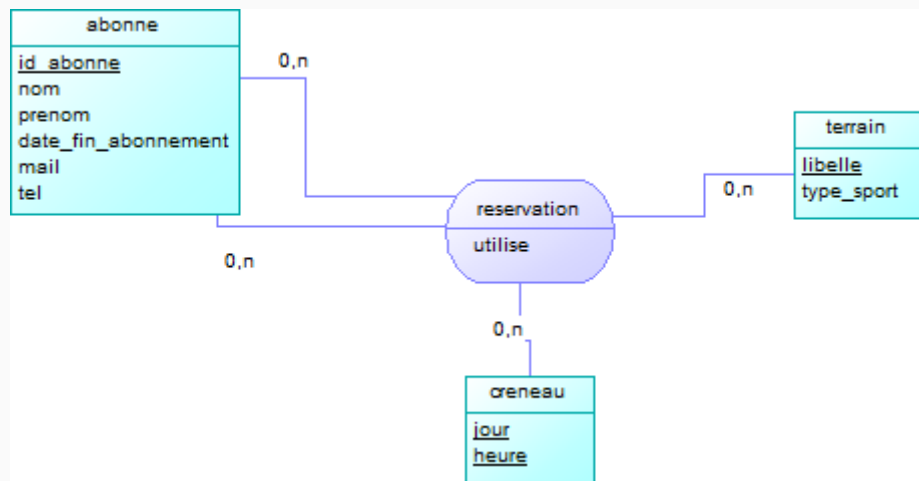 abonne
id_abonne
nom
prenom
date_fin_abonnement
mail
tel
0,n
0,n
reservation
utilise
0,n
terrain
libelle
type_sport
0,n
creneau
jour
heure